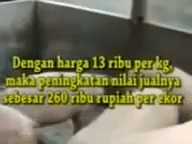 Dengan harga 13 ribu per kg,
maka peningkatan nilai jualnya
sebesar 260 ribu rupiah per ekor